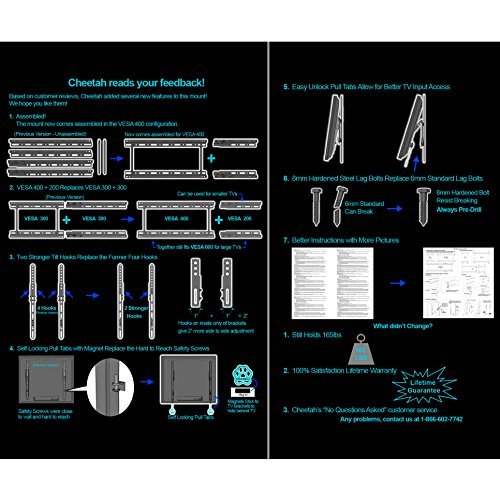 Cheetah reads your feedback!
Based on customer reviews, Cheetah added several new features to this mount!
We hope you like them!
1. Assembled!
The mount now comes assembled in the VESA 400 configuration.
(Previous Version - Unassembled)
Now comes assembled for VESA 400
+
2. VESA 400 + 200 Replaces VESA 300 + 300
Can be used for smaller TVs
VESA 300
+
VESA 300
VESA 400
+
VESA 200
Together still fits VESA 600 for large TVs
3. Two Stronger Tilt Hooks Replace the Former Four Hooks
4 Hooks
2 Stronger
Hooks
1" + 1" = 2"
Hooks on inside only of brackets
give 2" more side to side adjustment!
4. Self Locking Pull Tabs with Magnet Replace the Hard to Reach Safety Screws
Safety Screws were close
to wall and hard to reach
Self Locking Pull Tabs
Magnets Stick to
TV brackets to
hide behind TV
5. Easy Unlock Pull Tabs Allow for Better TV Input Access
6. 8mm Hardened Steel Lag Bolts Replace 6mm Standard Lag Bolts
6mm Standard
Can Break
8mm Hardened Bolt
Resist Breaking
Always Pre-Drill
7. Better Instructions with More Pictures
What didn't Change?
1. Still Holds 165lbs
165
LBS
2. 100% Satisfaction Lifetime Warranty
Lifetime
Guarantee
3. Cheetah's "No Questions Asked" customer service
Any problems, contact us at 1-866-602-7742